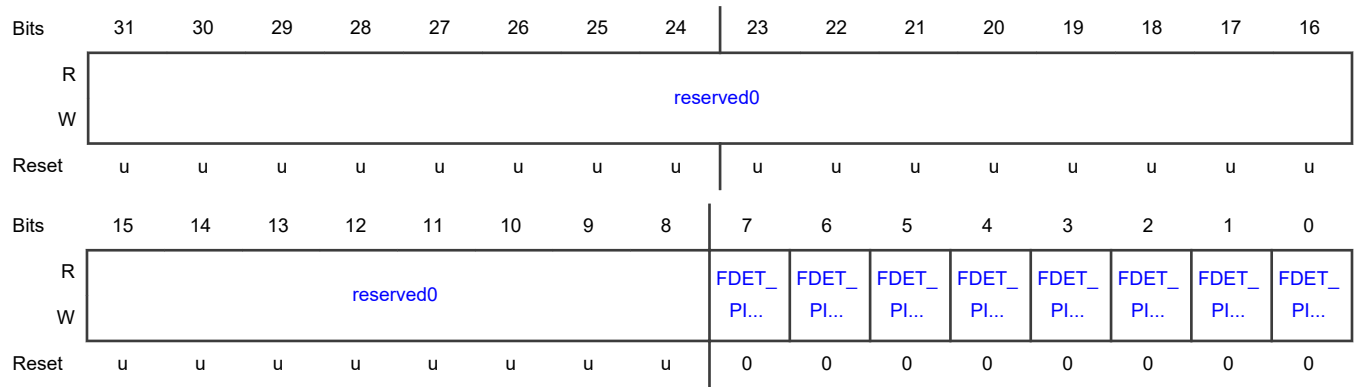 Bits 31 30 29 28 27 26 25 24 23 22 21 20 19 18 17 16
R
reserved0
W
Reset u u u u u u u u u u u u u u u u
Bits 15 14 13 12 11 10 9 8 7 6 5 4 3 2 1 0
R FDET_ FDET_ FDET_ FDET_ FDET_ FDET_ FDET_ FDET_
reserved0
W PI... PI... PI... PI... PI... PI... PI... PI...
Reset u u u u u u u u 0 0 0 0 0 0 0 0